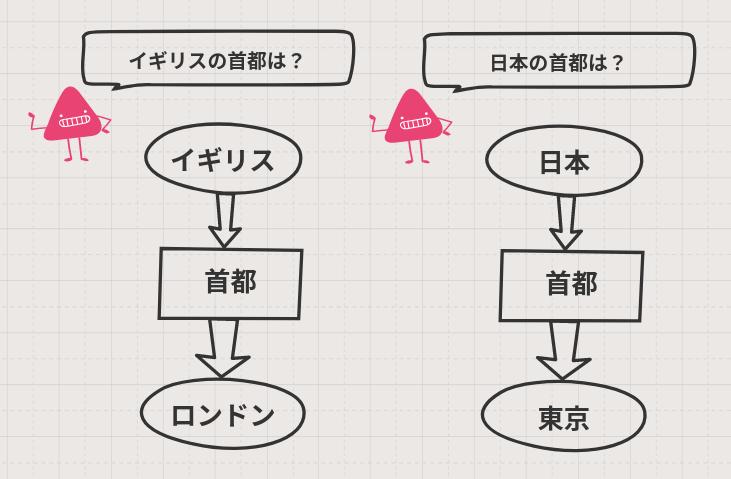 イギリスの首都は？
イギリス
首都
ロンドン
日本の首都は？
日本
首都
東京